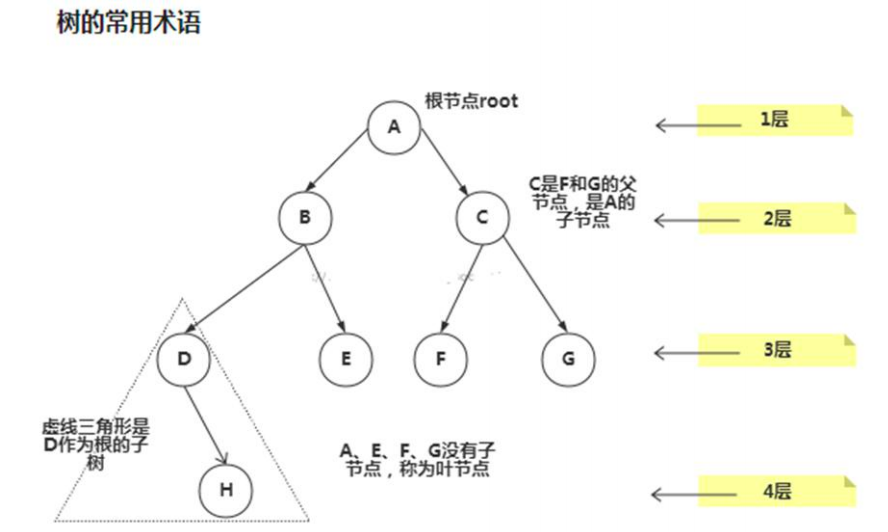 树的常用术语
根节点root
A
1层
C是F和G的父
节点，是A的
子节点
B
C
2层
D
E
F
G
3层
虚线三角形是
D作为根的子
树
A、E、F、G没有子
节点，称为叶节点
H
4层